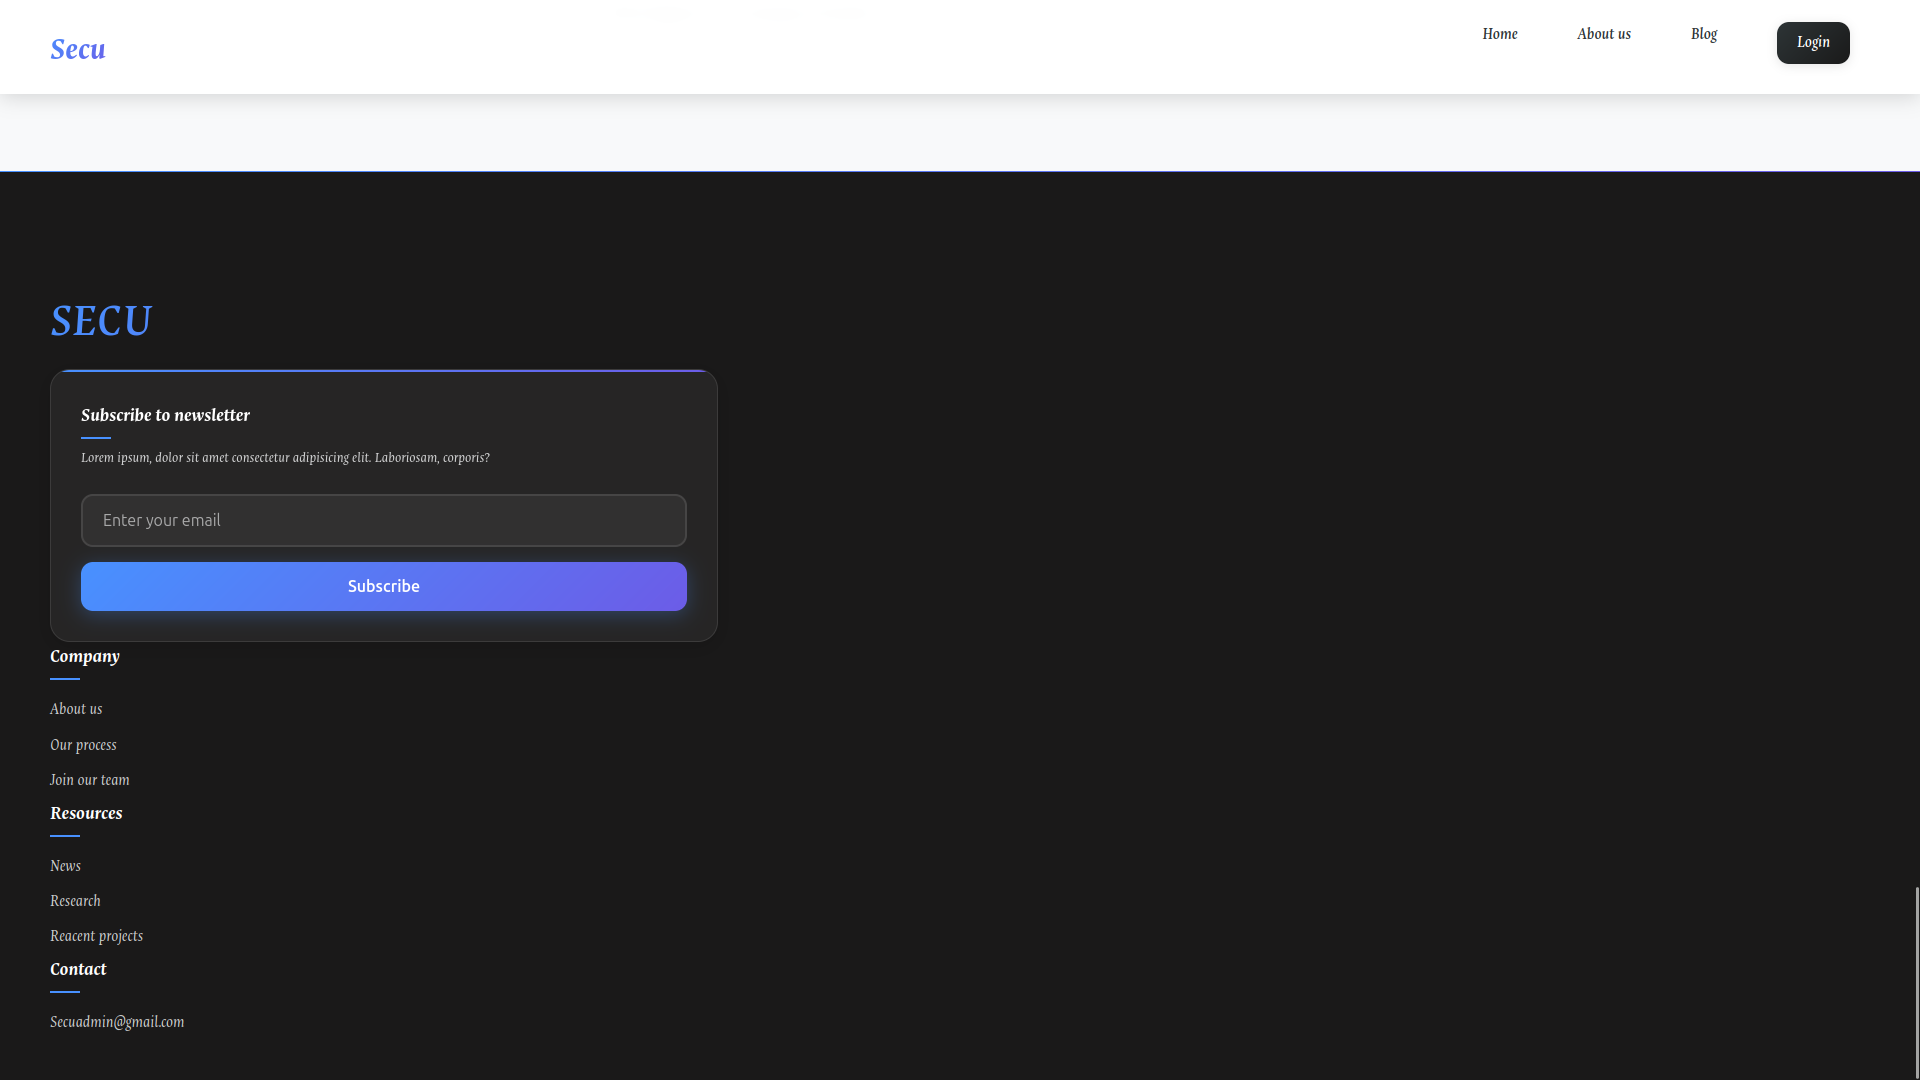 Secu
Home
About us
Blog
Login
SECU
Subscribe to newsletter
Lorem ipsum, dolor sit amet consectetur adipisicing elit. Laboriosam, corporis?
Enter your email
Subscribe
Company
About us
Our process
Join our team
Resources
News
Research
Reacent projects
Contact
Secuadmin@gmail.com